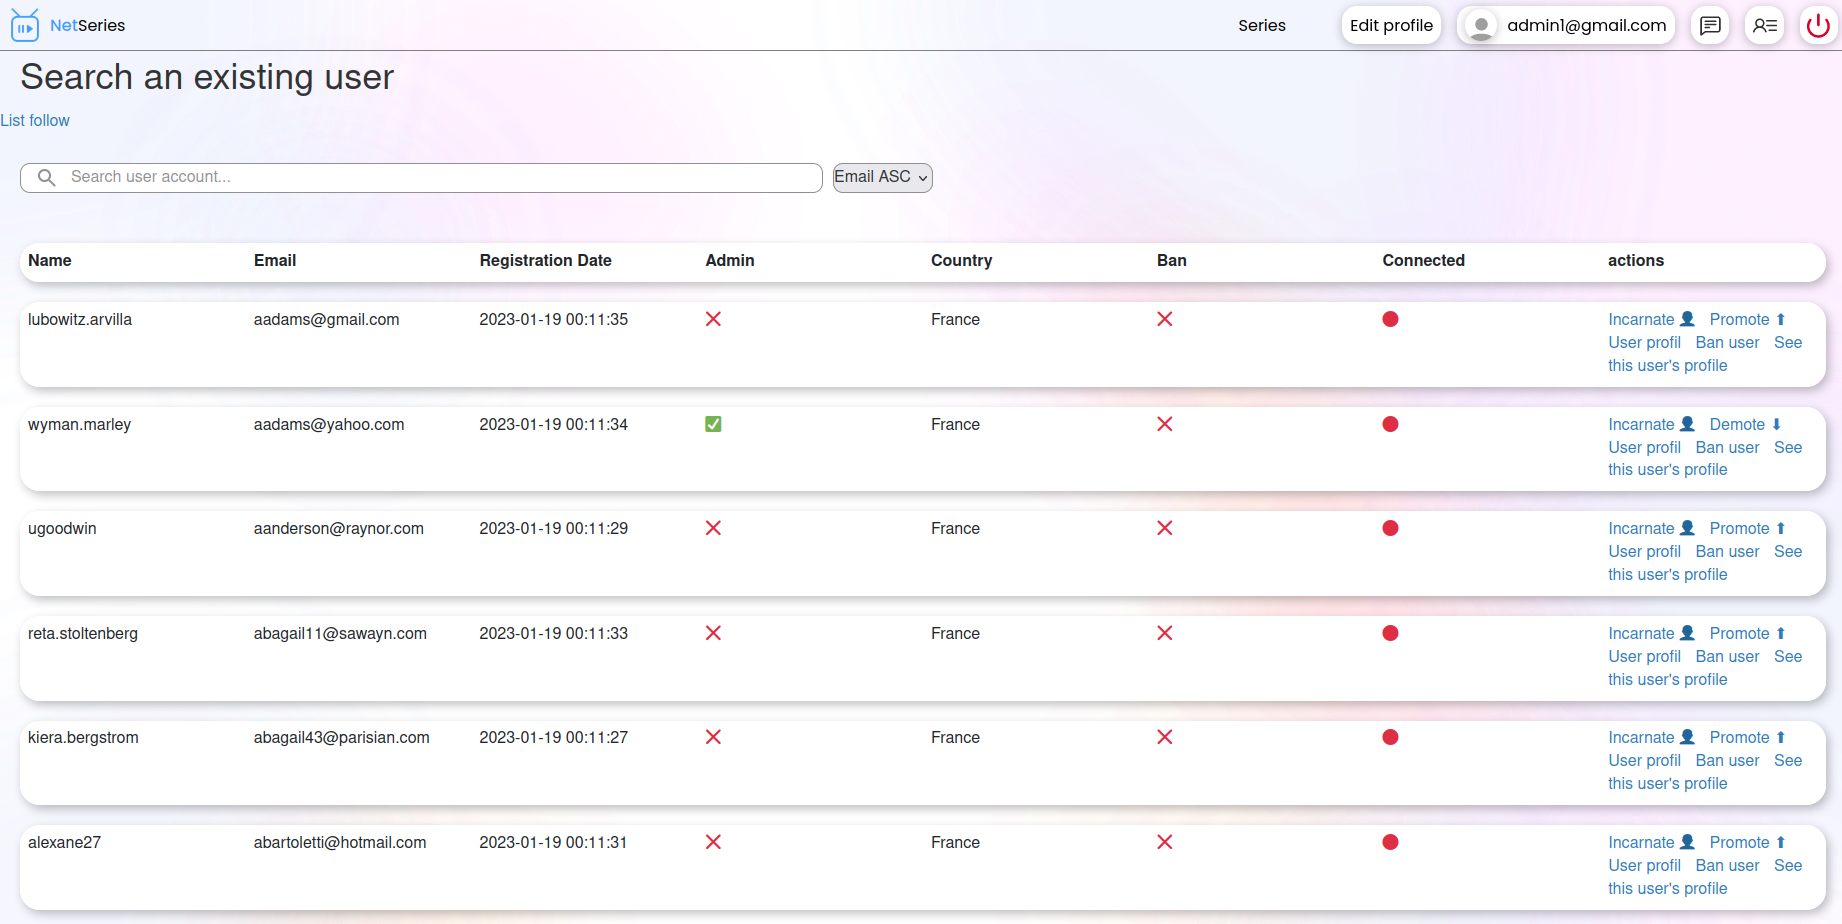 NetSeries
Series
Edit profile
admin1@gmail.com
Search an existing user
List follow
Search user account...
Email ASC
Name Email Registration Date Admin Country Ban Connected actions
lubowitz.arvilla aadams@gmail.com 2023-01-19 00:11:35 France Incarnate Promote
User profil Ban user See
this user's profile
wyman.marley aadams@yahoo.com 2023-01-19 00:11:34 France Incarnate Demote
User profil Ban user See
this user's profile
ugoodwin aanderson@raynor.com 2023-01-19 00:11:29 France Incarnate Promote
User profil Ban user See
this user's profile
reta.stoltenberg abagail11@sawayn.com 2023-01-19 00:11:33 France Incarnate Promote
User profil Ban user See
this user's profile
kiera.bergstrom abagail43@parisian.com 2023-01-19 00:11:27 France Incarnate Promote
User profil Ban user See
this user's profile
alexane27 abartoletti@hotmail.com 2023-01-19 00:11:31 France Incarnate Promote
User profil Ban user See
this user's profile